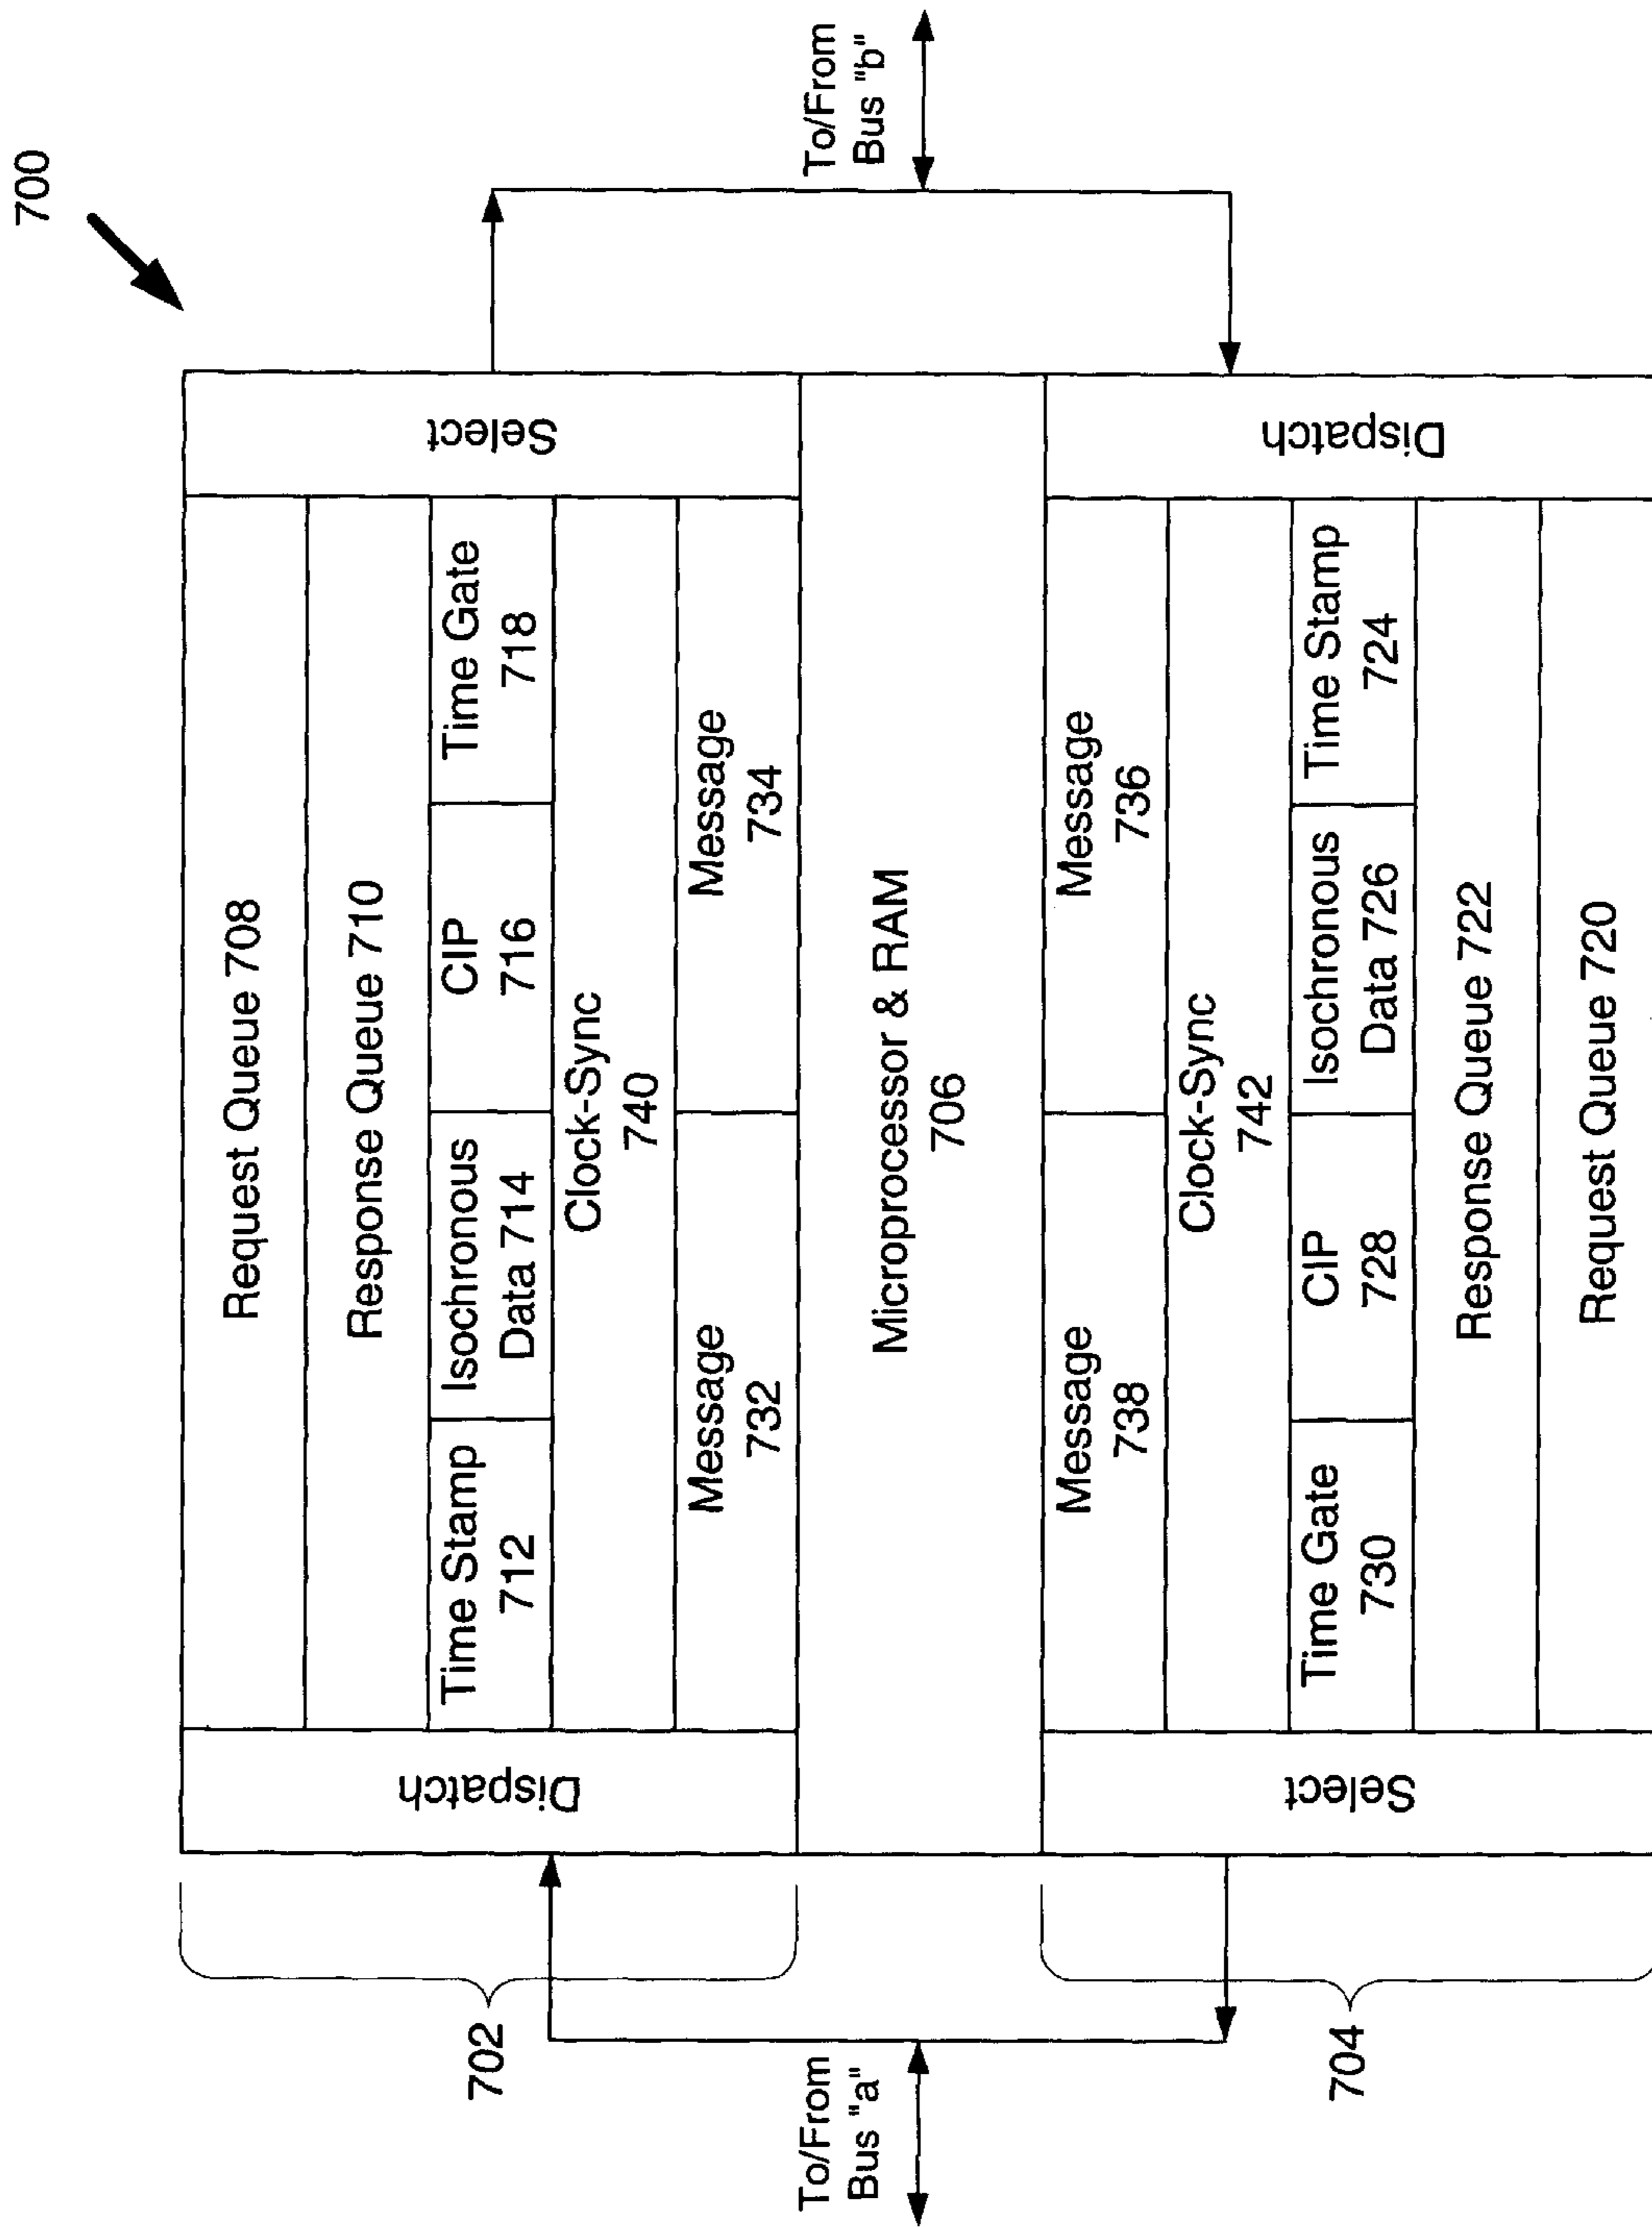 700
To/From
Bus "b"
Select
Dispatch
Request Queue 708
Response Queue 710
Time Stamp
712
Isochronous
Data 714
CIP
716
Time Gate
718
Clock-Sync
740
Message
732
Message
734
Microprocessor & RAM
706
Message
738
Message
736
Clock-Sync
742
Time Gate
730
CIP
728
Isochronous
Data 726
Time Stamp
724
Response Queue 722
Request Queue 720
Dispatch
Select
702
704
To/From
Bus "a"